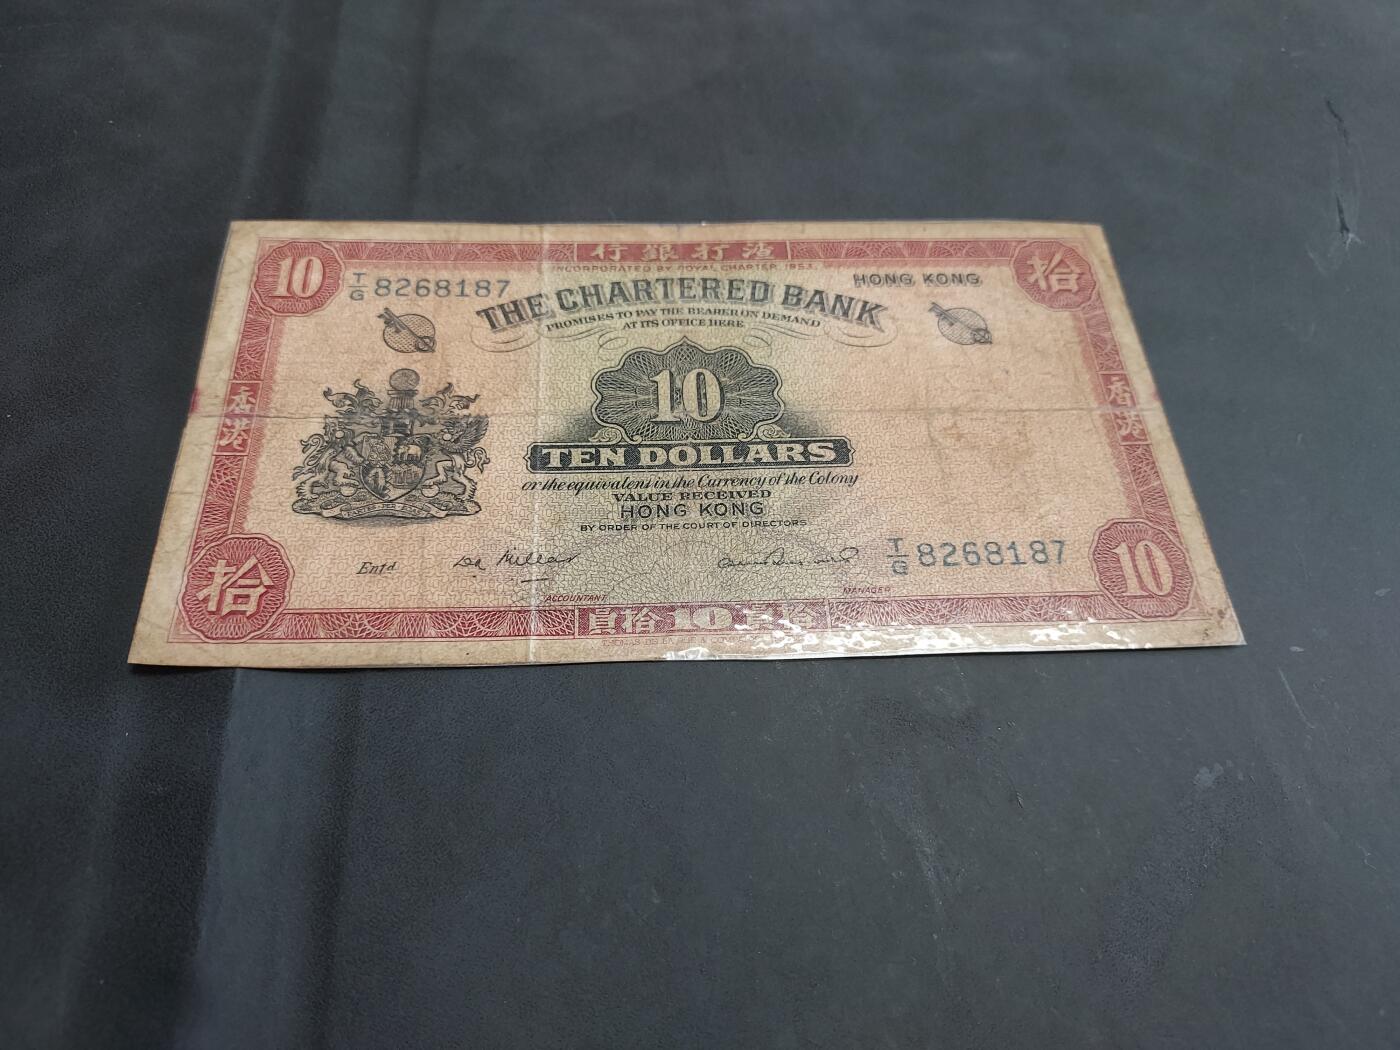 行銀打渣
10
T/G 8268187
INCORPORATED BY ROYAL CHARTER 1853.
HONG KONG
拾
THE CHARTERED BANK
PROMISES TO PAY THE BEARER ON DEMAND
AT ITS OFFICE HERE
10
香港
香港
TEN DOLLARS
or the equivalent in the Currency of the Colony
VALUE RECEIVED
HONG KONG
BY ORDER OF THE COURT OF DIRECTORS
Entd
T/G 8268187
10
拾
ACCOUNTANT
MANAGER
員拾 10 員拾